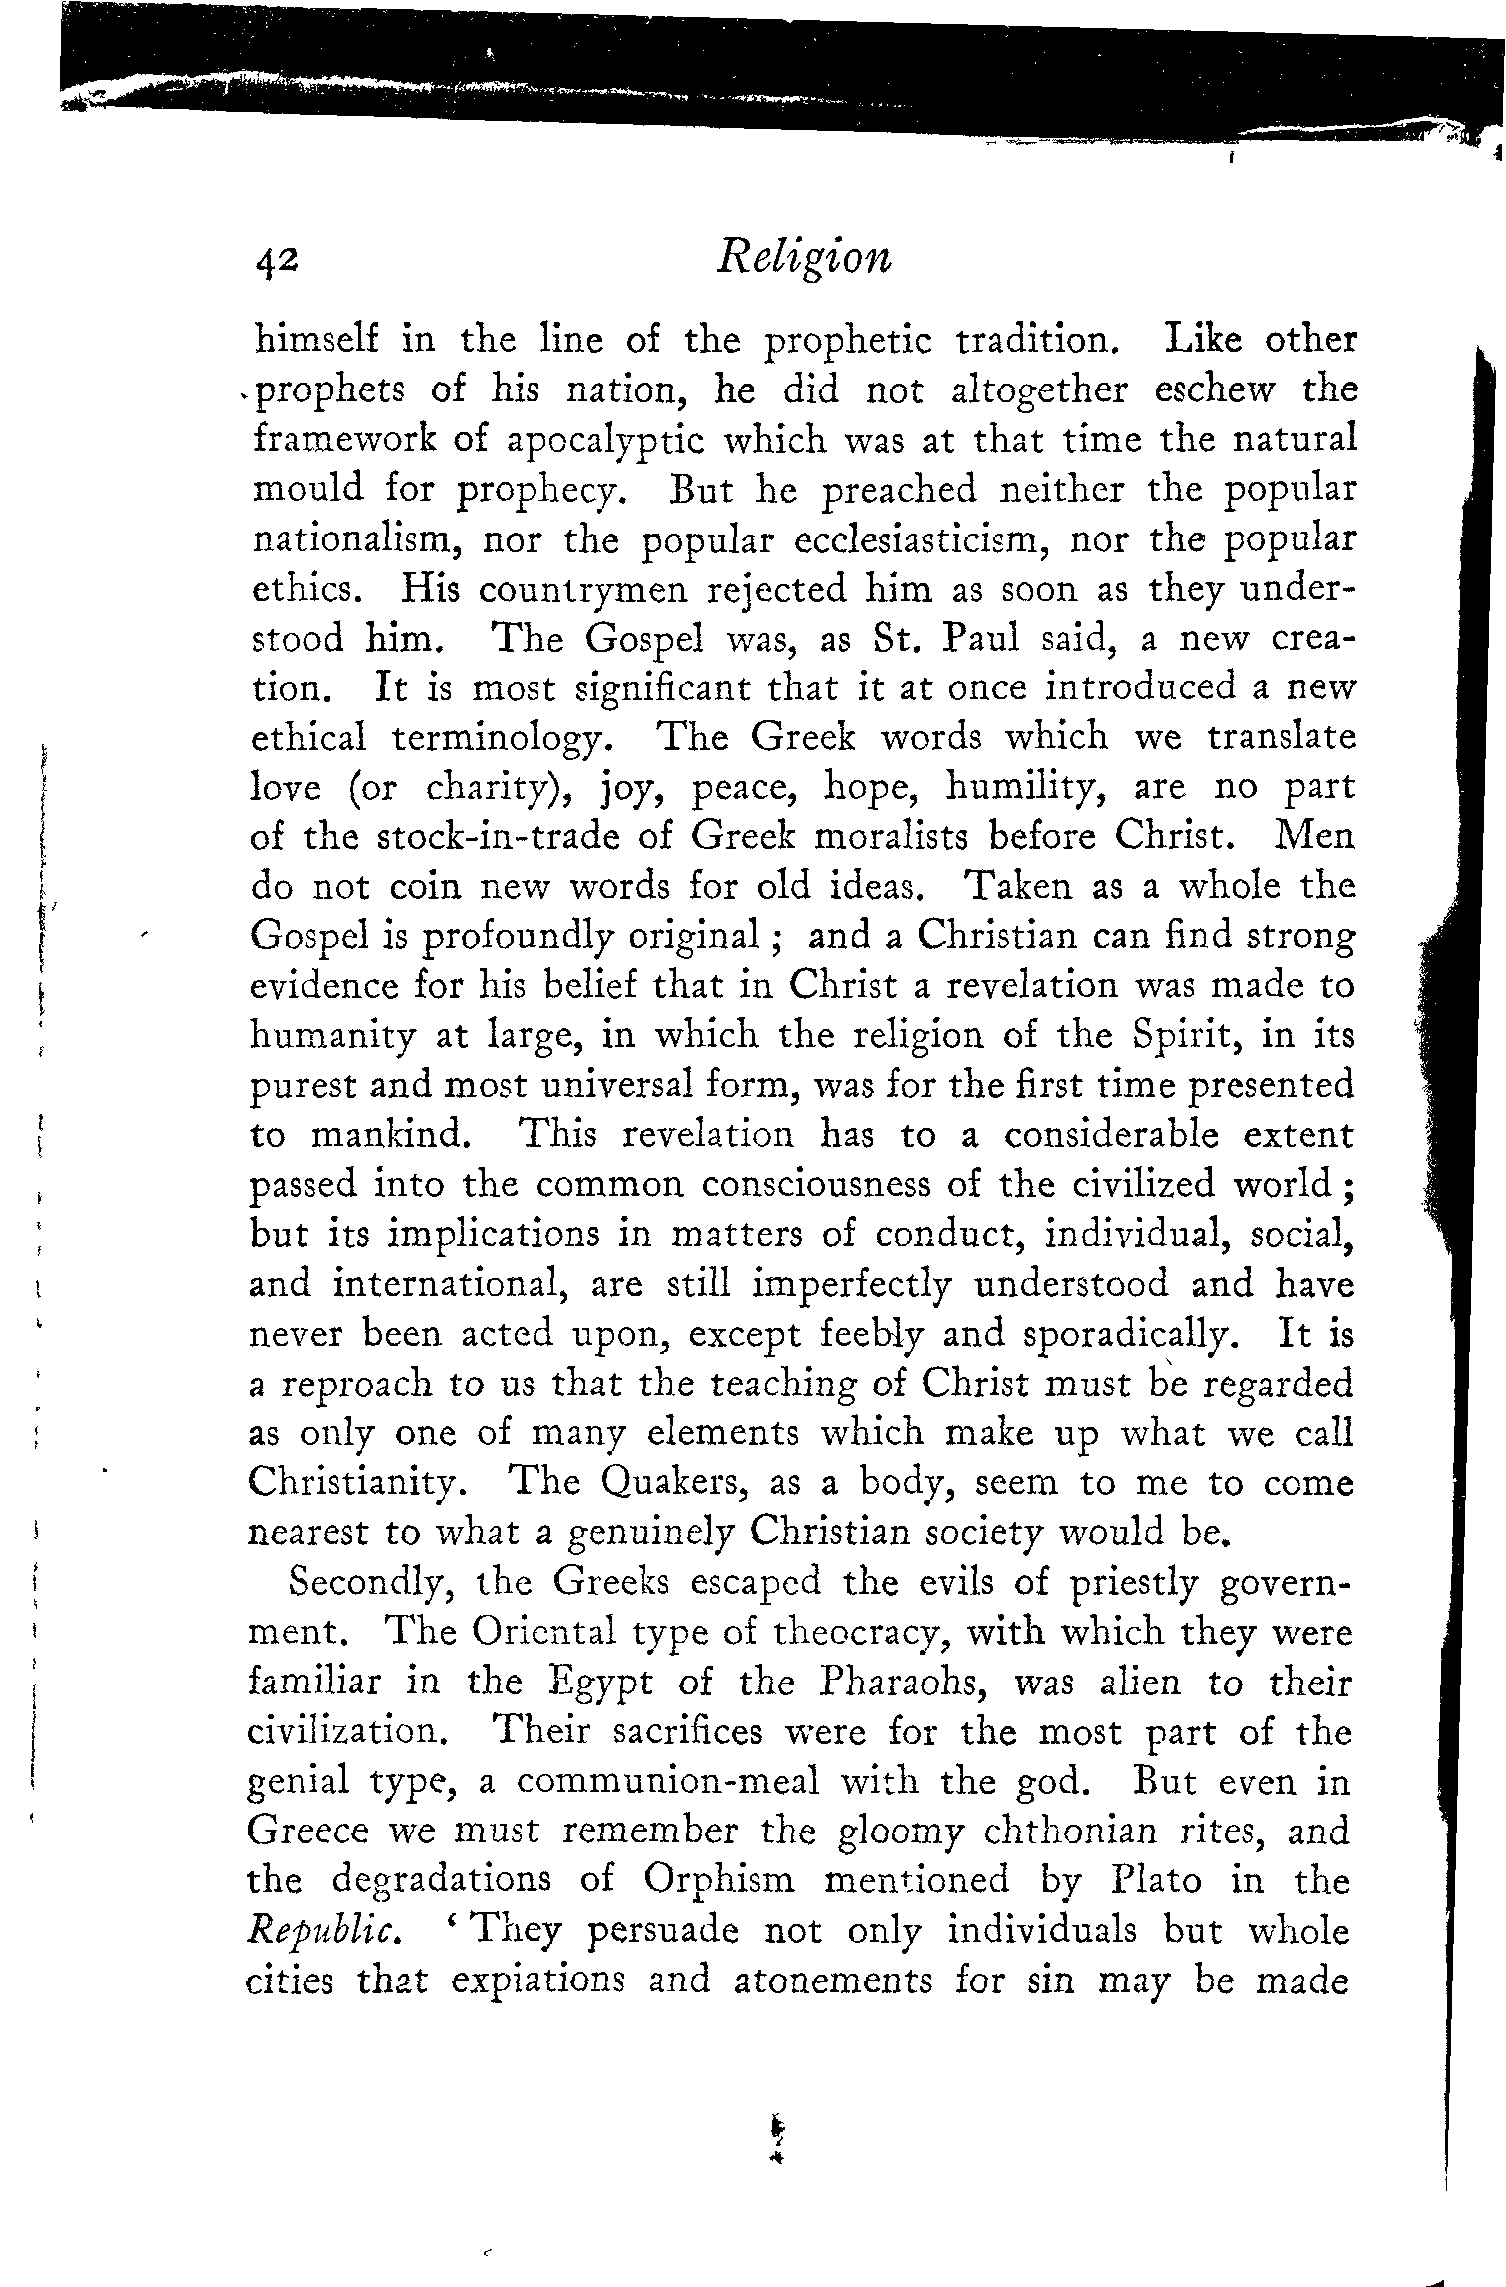 42 Religion
himself in the line of the prophetic tradition. Like other
prophets of his nation, he did not altogether eschew the
framework of apocalyptic which was at that time the natural
mould for prophecy. But he preached neither the popular
nationalism, nor the popular ecclesiasticism, nor the popular
ethics. His countrymen rejected him as soon as they under-
stood him. The Gospel was, as St. Paul said, a new crea-
tion. It is most significant that it at once introduced a new
ethical terminology. The Greek words which we translate
love (or charity), joy, peace, hope, humility, are no part
of the stock-in-trade of Greek moralists before Christ. Men
do not coin new words for old ideas. Taken as a whole the
Gospel is profoundly original ; and a Christian can find strong
evidence for his belief that in Christ a revelation was made to
humanity at large, in which the religion of the Spirit, in its
purest and most universal form, was for the first time presented
to mankind. This revelation has to a considerable extent
passed into the common consciousness of the civilized world ;
but its implications in matters of conduct, individual, social,
and international, are still imperfectly understood and have
never been acted upon, except feebly and sporadically. It is
a reproach to us that the teaching of Christ must be regarded
as only one of many elements which make up what we call
Christianity. The Quakers, as a body, seem to me to come
nearest to what a genuinely Christian society would be.
Secondly, the Greeks escaped the evils of priestly govern-
ment. The Oriental type of theocracy, with which they were
familiar in the Egypt of the Pharaohs, was alien to their
civilization. Their sacrifices were for the most part of the
genial type, a communion-meal with the god. But even in
Greece we must remember the gloomy chthonian rites, and
the degradations of Orphism mentioned by Plato in the
Republic. ‘ They persuade not only individuals but whole
cities that expiations and atonements for sin may be made